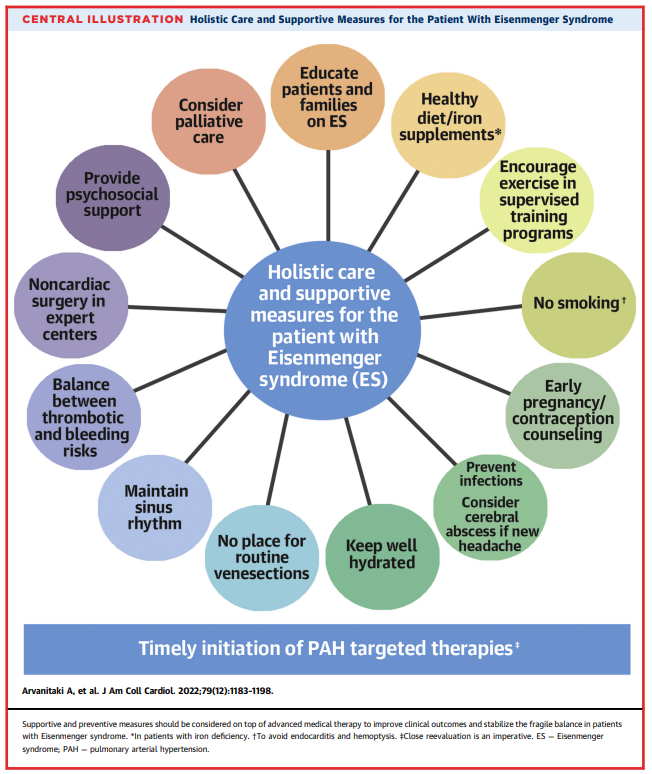 CENTRAL ILLUSTRATION Holistic Care and Supportive Measures for the Patient With Eisenmenger Syndrome
Educate
patients and
families
on ES
Healthy
diet/iron
supplements*
Encourage
exercise in
supervised
training
programs
No smoking†
Early
pregnancy/
contraception
counseling
Prevent
infections
Consider
cerebral
abscess if new
headache
Keep well
hydrated
No place for
routine
venesections
Maintain
sinus
rhythm
Balance
between
thrombotic
and bleeding
risks
Noncardiac
surgery in
expert
centers
Provide
psychosocial
support
Consider
palliative
care
Holistic care
and supportive
measures for the
patient with
Eisenmenger
syndrome (ES)
Timely initiation of PAH targeted therapies‡
Arvanitaki A, et al. J Am Coll Cardiol. 2022;79(12):1183–1198.
Supportive and preventive measures should be considered on top of advanced medical therapy to improve clinical outcomes and stabilize the fragile balance in patients
with Eisenmenger syndrome. *In patients with iron deficiency. †To avoid endocarditis and hemoptysis. ‡Close reevaluation is an imperative. ES = Eisenmenger
syndrome; PAH = pulmonary arterial hypertension.